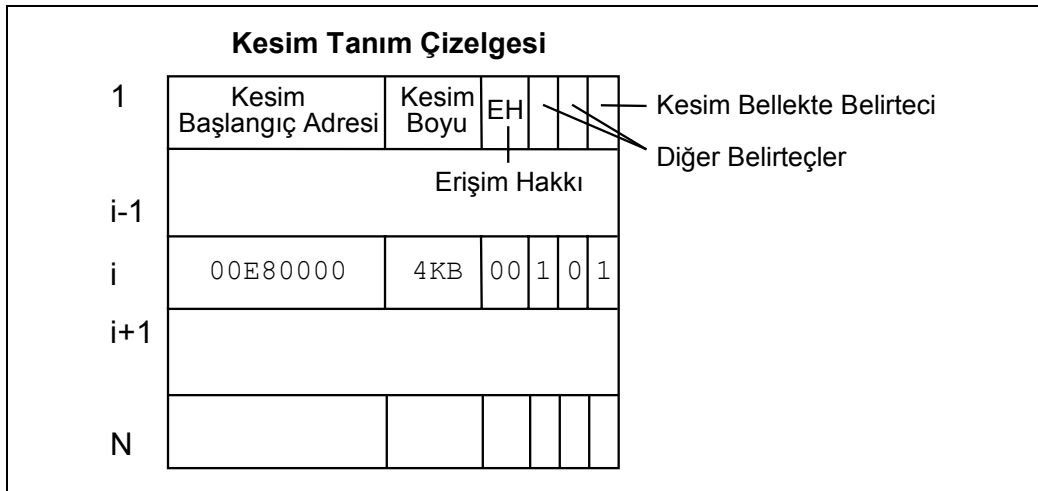 Kesim Tanım Çizelgesi
1
Kesim
Başlangıç Adresi
Kesim
Boyu
EH
Kesim Bellekte Belirteci
Diğer Belirteçler
Erişim Hakkı
i-1
i
00E80000
4KB
00
1
0
1
i+1
N